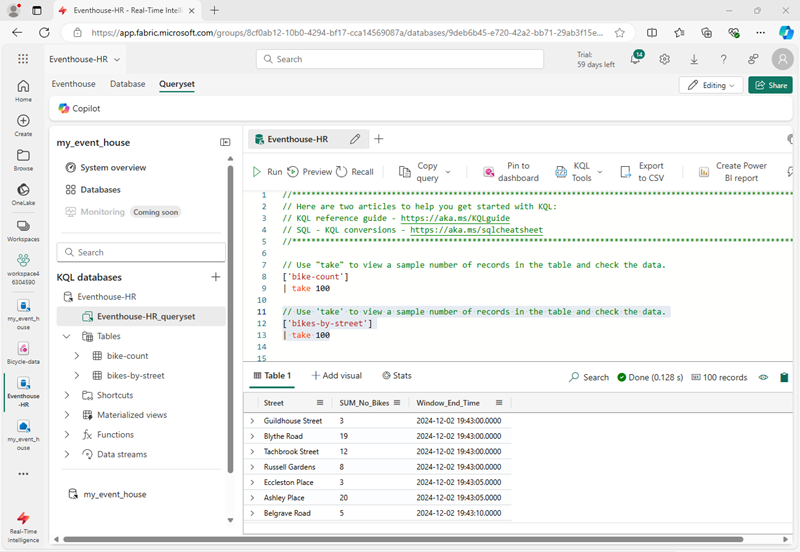 Eventhouse-HR - Real-Time Intellig
https://app.fabric.microsoft.com/groups/8cf0ab12-10b0-4294-bf17-cca14569087a/databases/9deb6b45-e720-42a2-bb71-29ab3f15e...
Eventhouse-HR
Search
Trial:
59 days left
14
Eventhouse
Database
Queryset
Editing
Share
Copilot
Home
Create
Browse
OneLake
Workspaces
workspace4
6304590
my_event_h
ouse
Bicycle-data
Eventhouse
-HR
my_event_h
ouse
Real-Time
Intelligence
my_event_house
System overview
Databases
Monitoring Coming soon
Search
KQL databases
Eventhouse-HR
Eventhouse-HR_queryset
Tables
bike-count
bikes-by-street
Shortcuts
Materialized views
Functions
Data streams
my_event_house
Eventhouse-HR
Run
Preview
Recall
Copy
query
Pin to
dashboard
KQL
Tools
Export
to CSV
Create Power
BI report
1
2 // Here are two articles to help you get started with KQL:
3 // KQL reference guide - https://aka.ms/KQLguide
4 // SQL - KQL conversions - https://aka.ms/sqlcheatsheet
5
6
7 // Use "take" to view a sample number of records in the table and check the data.
8 ['bike-count']
9 | take 100
10
11 // Use 'take' to view a sample number of records in the table and check the data.
12 ['bikes-by-street']
13 | take 100
14
15
Table 1
Add visual
Stats
Search
Done (0.128 s)
100 records
Street SUM_No_Bikes Window_End_Time
Guildhouse Street 3 2024-12-02 19:43:00.0000
Blythe Road 19 2024-12-02 19:43:00.0000
Tachbrook Street 12 2024-12-02 19:43:00.0000
Russell Gardens 8 2024-12-02 19:43:00.0000
Eccleston Place 3 2024-12-02 19:43:05.0000
Ashley Place 20 2024-12-02 19:43:05.0000
Belgrave Road 5 2024-12-02 19:43:10.0000